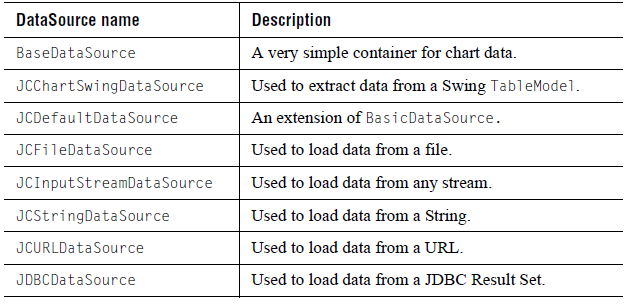 DataSource name Description
BaseDataSource A very simple container for chart data.
JCChartSwingDataSource Used to extract data from a Swing TableModel.
JCDefaultDataSource An extension of BasicDataSource.
JCFileDataSource Used to load data from a file.
JCInputStreamDataSource Used to load data from any stream.
JCStringDataSource Used to load data from a String.
JCURLDataSource Used to load data from a URL.
JDBCDataSource Used to load data from a JDBC Result Set.